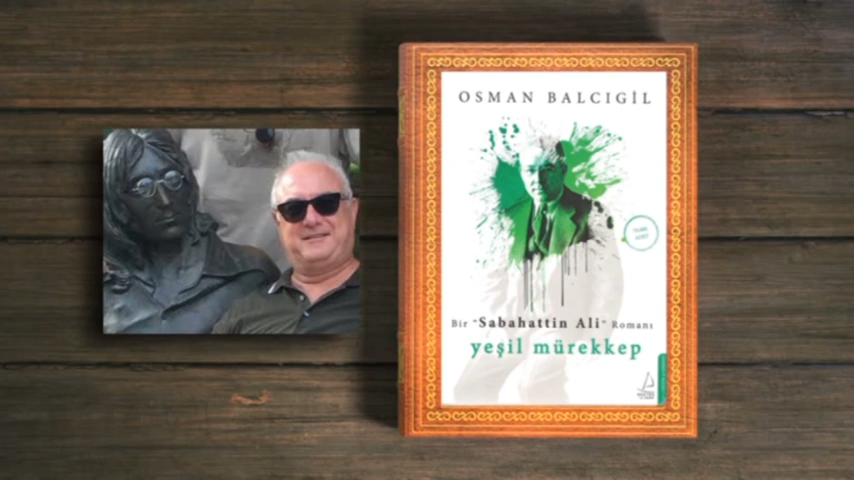 OSMAN BALCIGİL
Bir "Sabahattin Ali" Romanı
yeşil mürekkep